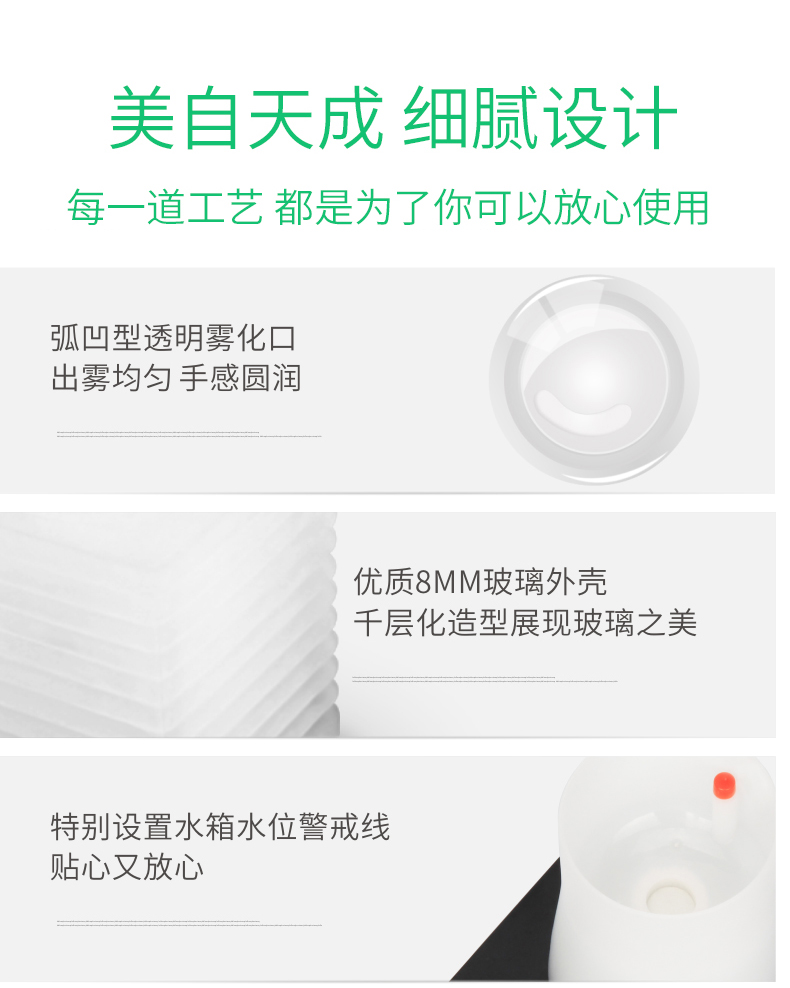 美自天成 细腻设计
每一道工艺 都是为了你可以放心使用
弧凹型透明雾化口
出雾均匀 手感圆润
优质8MM玻璃外壳
千层化造型展现玻璃之美
特别设置水箱水位警戒线
贴心又放心